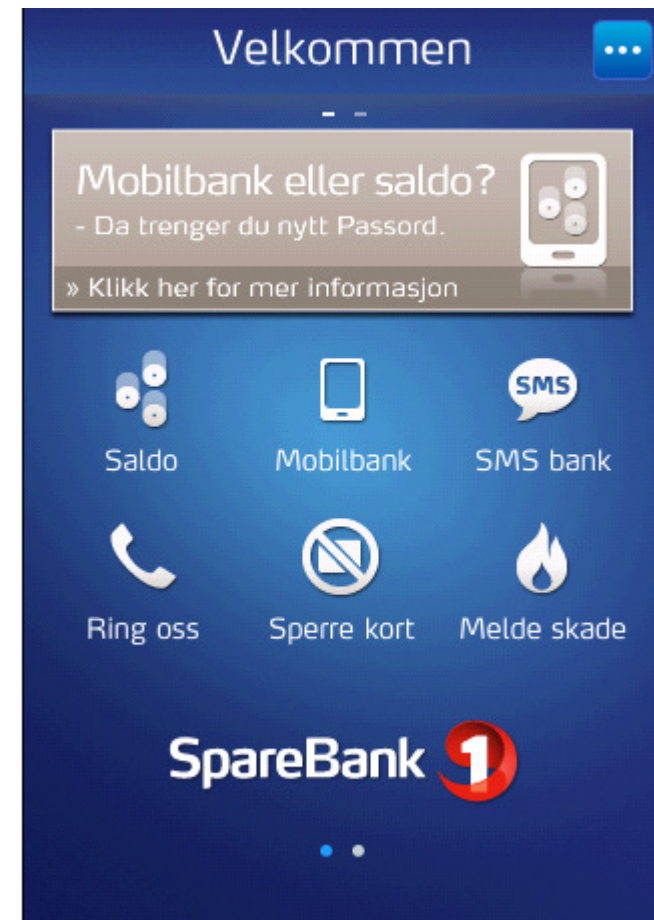 Velkommen
Mobilbank eller saldo?
- Da trenger du nytt Passord.
» Klikk her for mer informasjon
SMS
Saldo
Mobilbank
SMS bank
Ring oss
Sperre kort
Melde skade
SpareBank 1